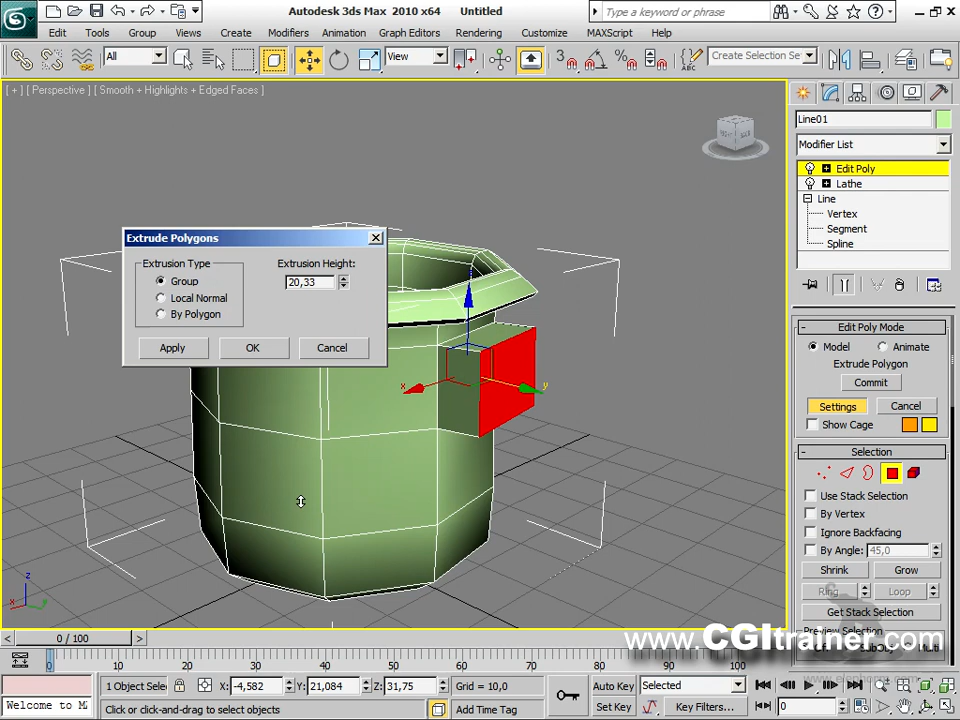 Autodesk 3ds Max 2010 x64 Untitled
Type a keyword or phrase
Edit Tools Group Views Create Modifiers Animation Graph Editors Rendering Customize MAXScript Help
All View 3 Create Selection Se
[ + ] [ Perspective ] [ Smooth + Highlights + Edged Faces ]
Line01
Modifier List
Edit Poly
Lathe
Line
Vertex
Segment
Spline
Extrude Polygons
Extrusion Type
Group
Local Normal
By Polygon
Extrusion Height:
20,33
Apply OK Cancel
x y z
Edit Poly Mode
Model Animate
Extrude Polygon
Commit
Settings Cancel
Show Cage
Selection
Use Stack Selection
By Vertex
Ignore Backfacing
By Angle: 45,0
Shrink Grow
Ring Loop
Get Stack Selection
Preview Selection
Off SubObj Multi
www.CGItrainer.com
0 / 100
0 10 20 30 40 50 60 70 80 90 100
1 Object Sele X: -4,582 Y: 21,084 Z: 31,75 Grid = 10,0 Auto Key Selected
Welcome to M Click or click-and-drag to select objects Add Time Tag Set Key Key Filters... 0